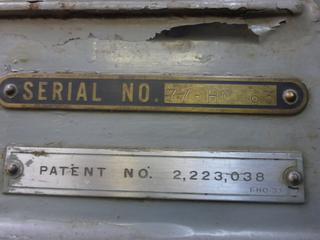 SERIAL NO.
PATENT NO. 2,223,038